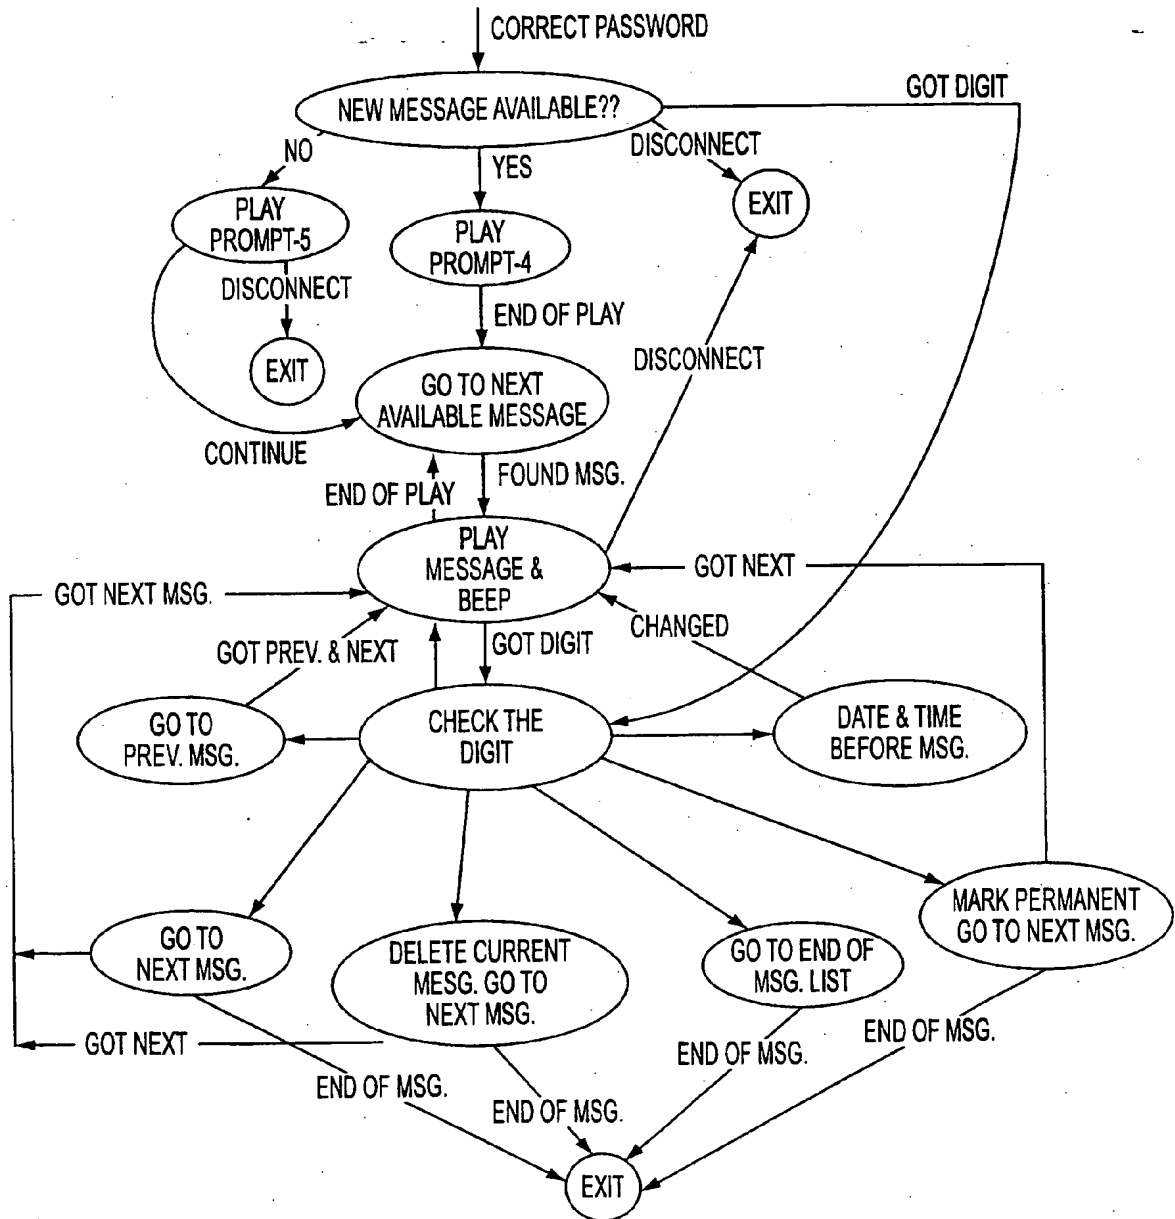 CORRECT PASSWORD
GOT DIGIT
NEW MESSAGE AVAILABLE??
DISCONNECT
NO
YES
EXIT
PLAY
PROMPT-5
PLAY
PROMPT-4
DISCONNECT
END OF PLAY
DISCONNECT
EXIT
GO TO NEXT
AVAILABLE MESSAGE
CONTINUE
FOUND MSG.
END OF PLAY
PLAY
MESSAGE &
BEEP
GOT NEXT
GOT NEXT MSG.
CHANGED
GOT DIGIT
GOT PREV. & NEXT
GO TO
PREV. MSG.
CHECK THE
DIGIT
DATE & TIME
BEFORE MSG.
MARK PERMANENT
GO TO NEXT MSG.
GO TO
NEXT MSG.
DELETE CURRENT
MESG. GO TO
NEXT MSG.
GO TO END OF
MSG. LIST
GOT NEXT
END OF MSG.
END OF MSG.
END OF MSG.
END OF MSG.
EXIT